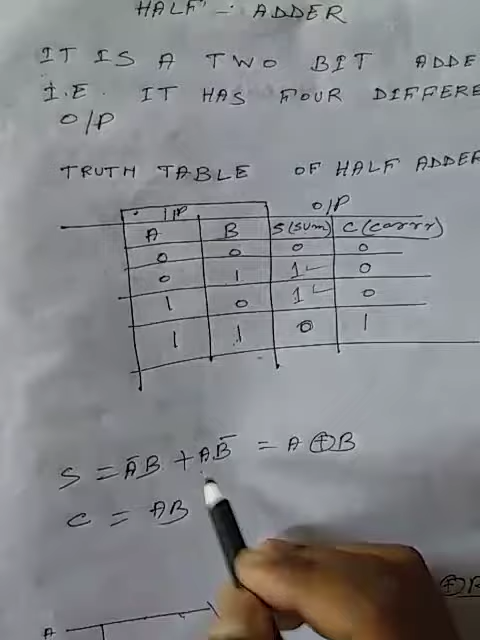 HALF - ADDER
IT IS A TWO BIT ADDE
I.E. IT HAS FOUR DIFFERE
O/P
TRUTH TABLE OF HALF ADDER
I/P O/P
A B S(SUM) C(carry)
0 0 0 0
0 1 1 0
1 0 1 0
1 1 0 1
S = A̅B + AB̅ = A⊕B
C = AB
⊕B
A